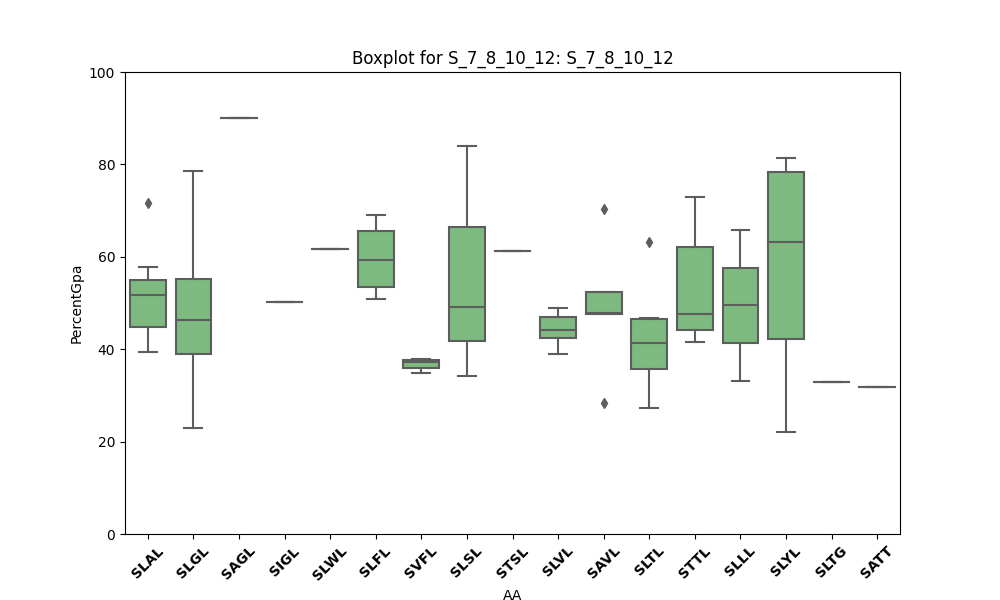 Boxplot for S_7_8_10_12: S_7_8_10_12
100
80
60
40
20
0
PercentGpa
SLAL
SLGL
SAGL
SIGL
SLWL
SLFL
SVFL
SLSL
STSL
SLVL
SAVL
SLTL
STTL
SLLL
SLYL
SLTG
SATT
AA